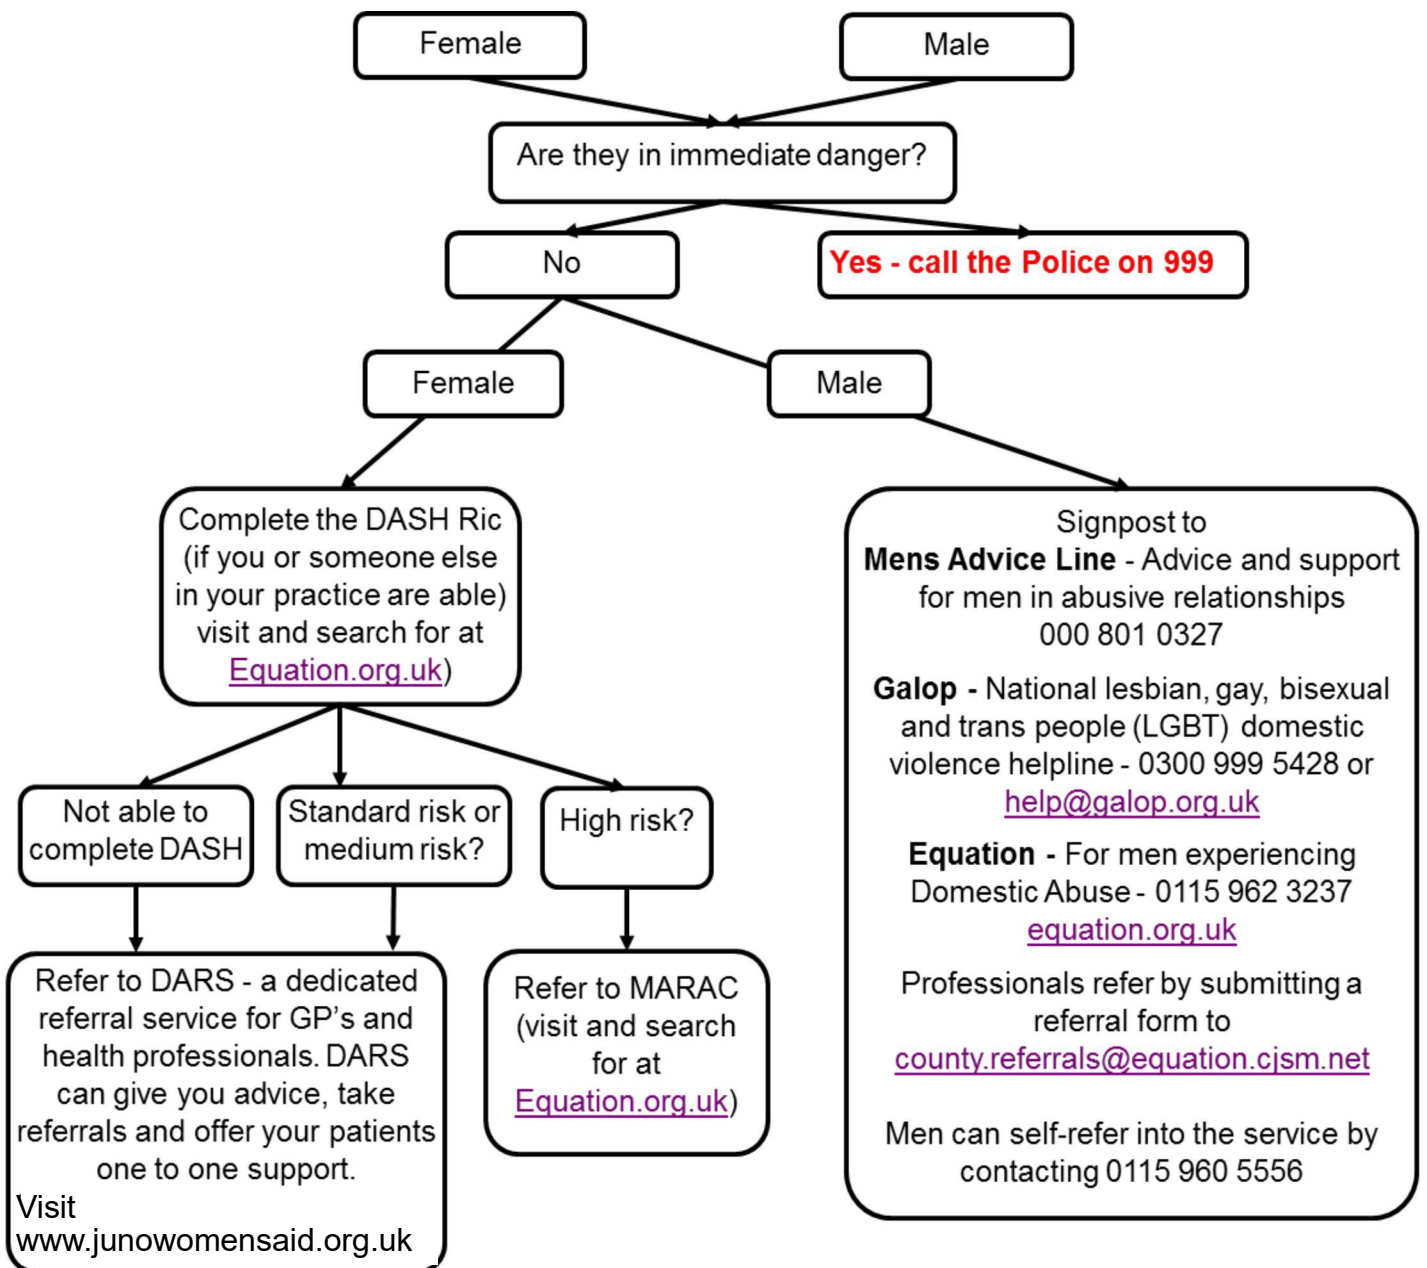 Female
Male
Are they in immediate danger?
No
Yes - call the Police on 999
Female
Male
Complete the DASH Ric
(if you or someone else
in your practice are able)
visit and search for at
Equation.org.uk)
Signpost to
Mens Advice Line - Advice and support
for men in abusive relationships
000 801 0327
Galop - National lesbian, gay, bisexual
and trans people (LGBT) domestic
violence helpline - 0300 999 5428 or
help@galop.org.uk
Equation - For men experiencing
Domestic Abuse - 0115 962 3237
equation.org.uk
Professionals refer by submitting a
referral form to
county.referrals@equation.cjsm.net
Men can self-refer into the service by
contacting 0115 960 5556
Not able to
complete DASH
Standard risk or
medium risk?
High risk?
Refer to DARS - a dedicated
referral service for GP's and
health professionals. DARS
can give you advice, take
referrals and offer your patients
one to one support.
Visit
www.junowomensaid.org.uk
Refer to MARAC
(visit and search
for at
Equation.org.uk)